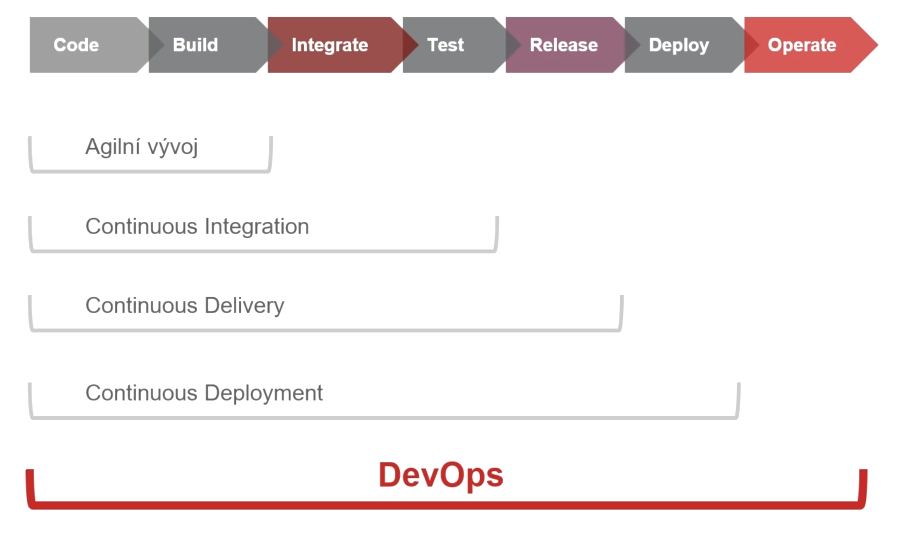 Code Build Integrate Test Release Deploy Operate
Agilní vývoj
Continuous Integration
Continuous Delivery
Continuous Deployment
DevOps